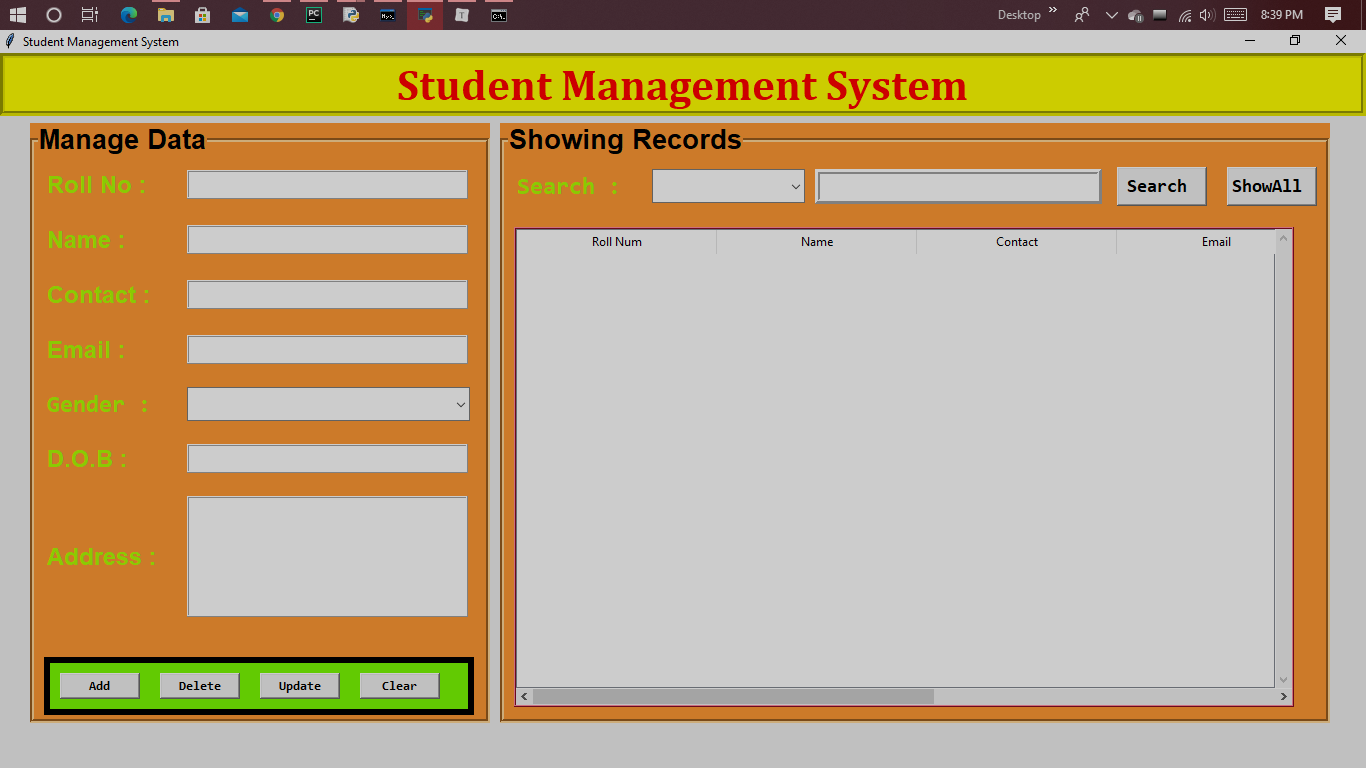 Desktop » 8:39 PM
Student Management System
Student Management System
Manage Data
Roll No :
Name :
Contact :
Email :
Gender :
D.O.B :
Address :
Add Delete Update Clear
Showing Records
Search : Search ShowAll
Roll Num Name Contact Email